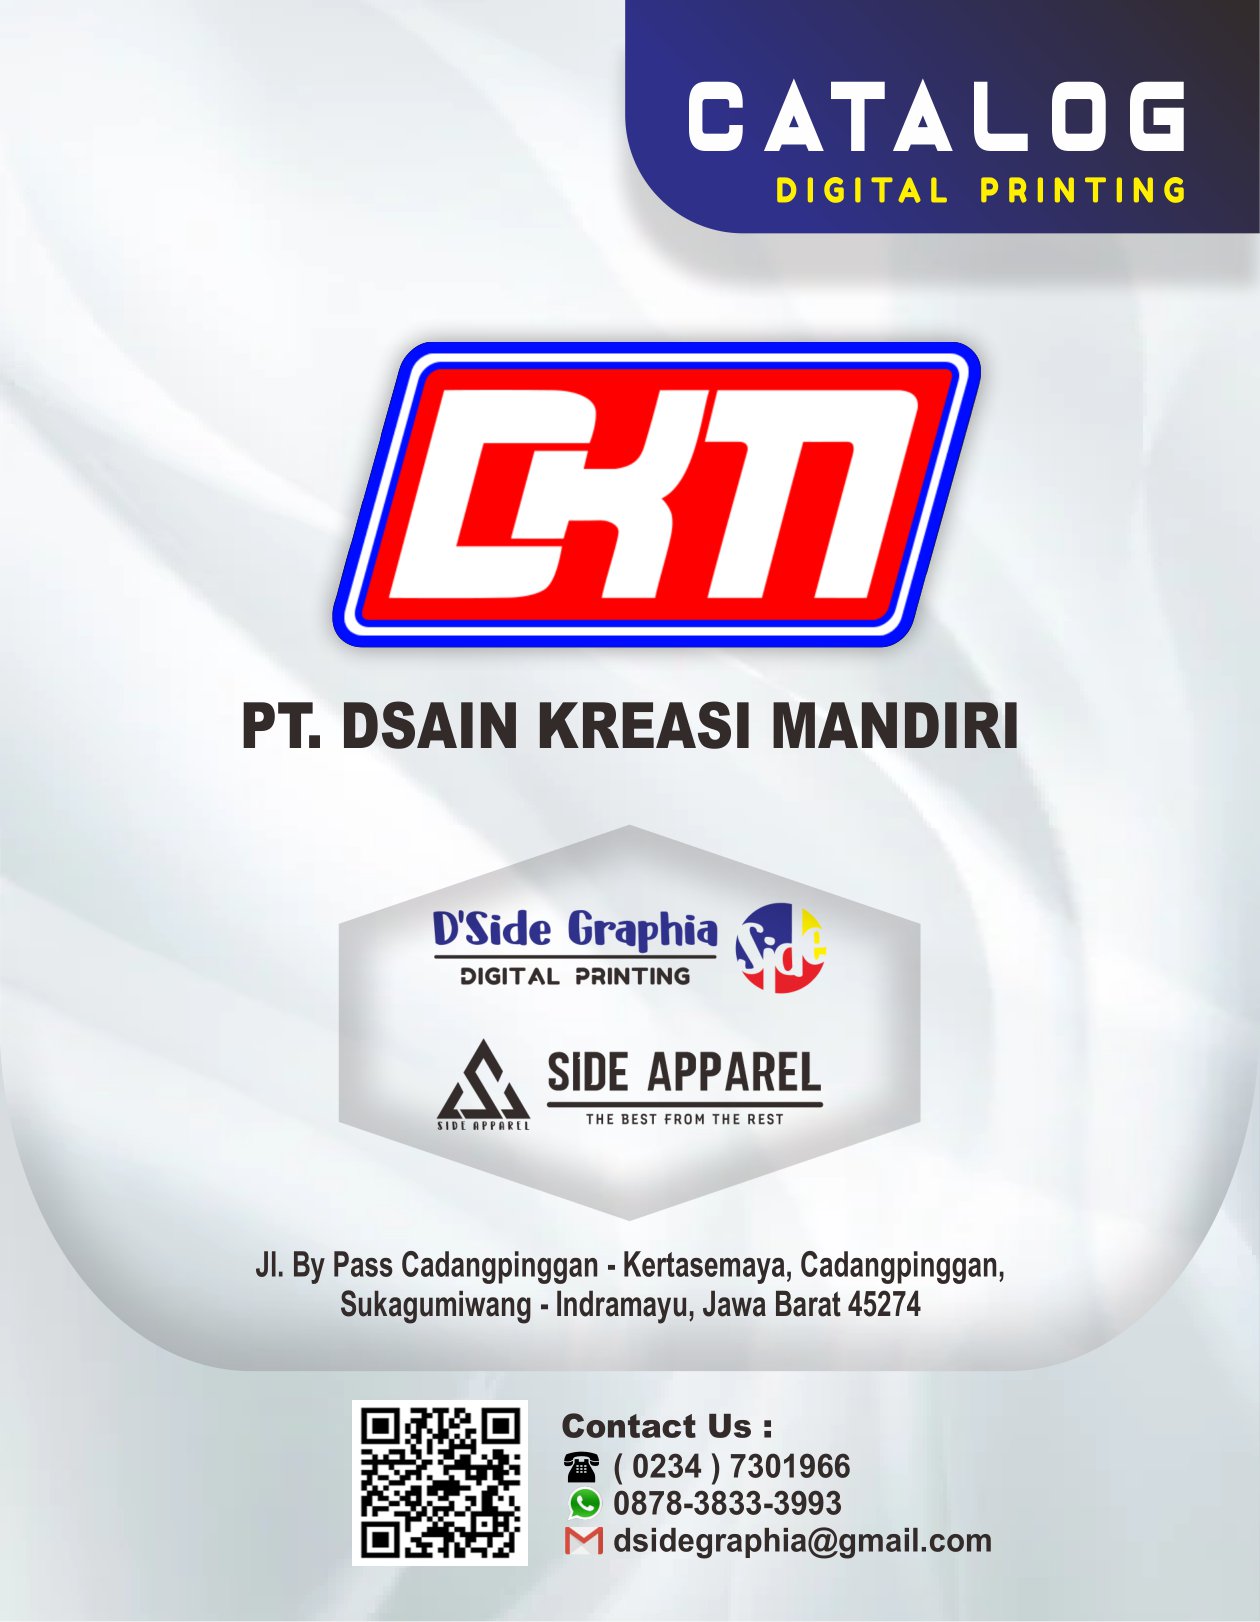 CATALOG
DIGITAL PRINTING
DKM
PT. DSAIN KREASI MANDIRI
D'Side Graphia
DIGITAL PRINTING
Side
SIDE APPAREL
SIDE APPAREL
THE BEST FROM THE REST
Jl. By Pass Cadangpinggan - Kertasemaya, Cadangpinggan,
Sukagumiwang - Indramayu, Jawa Barat 45274
Contact Us :
( 0234 ) 7301966
0878-3833-3993
dsidegraphia@gmail.com